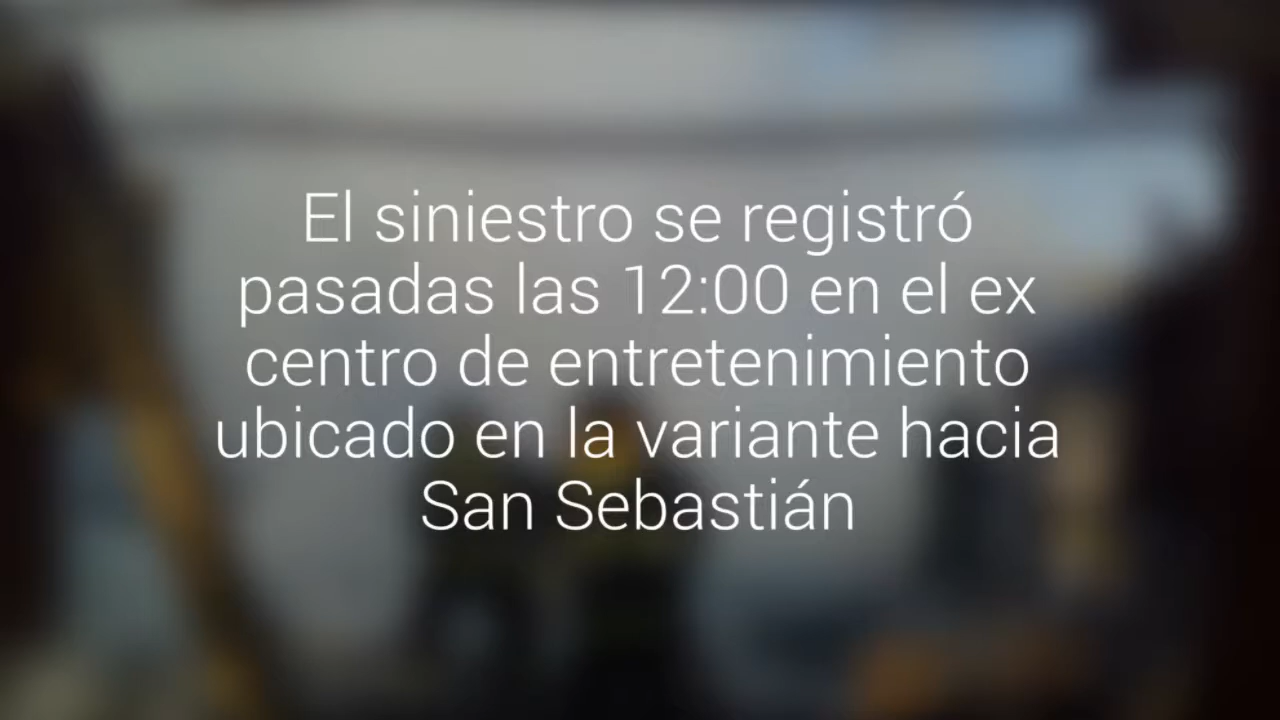 El siniestro se registró
pasadas las 12:00 en el ex
centro de entretenimiento
ubicado en la variante hacia
San Sebastián